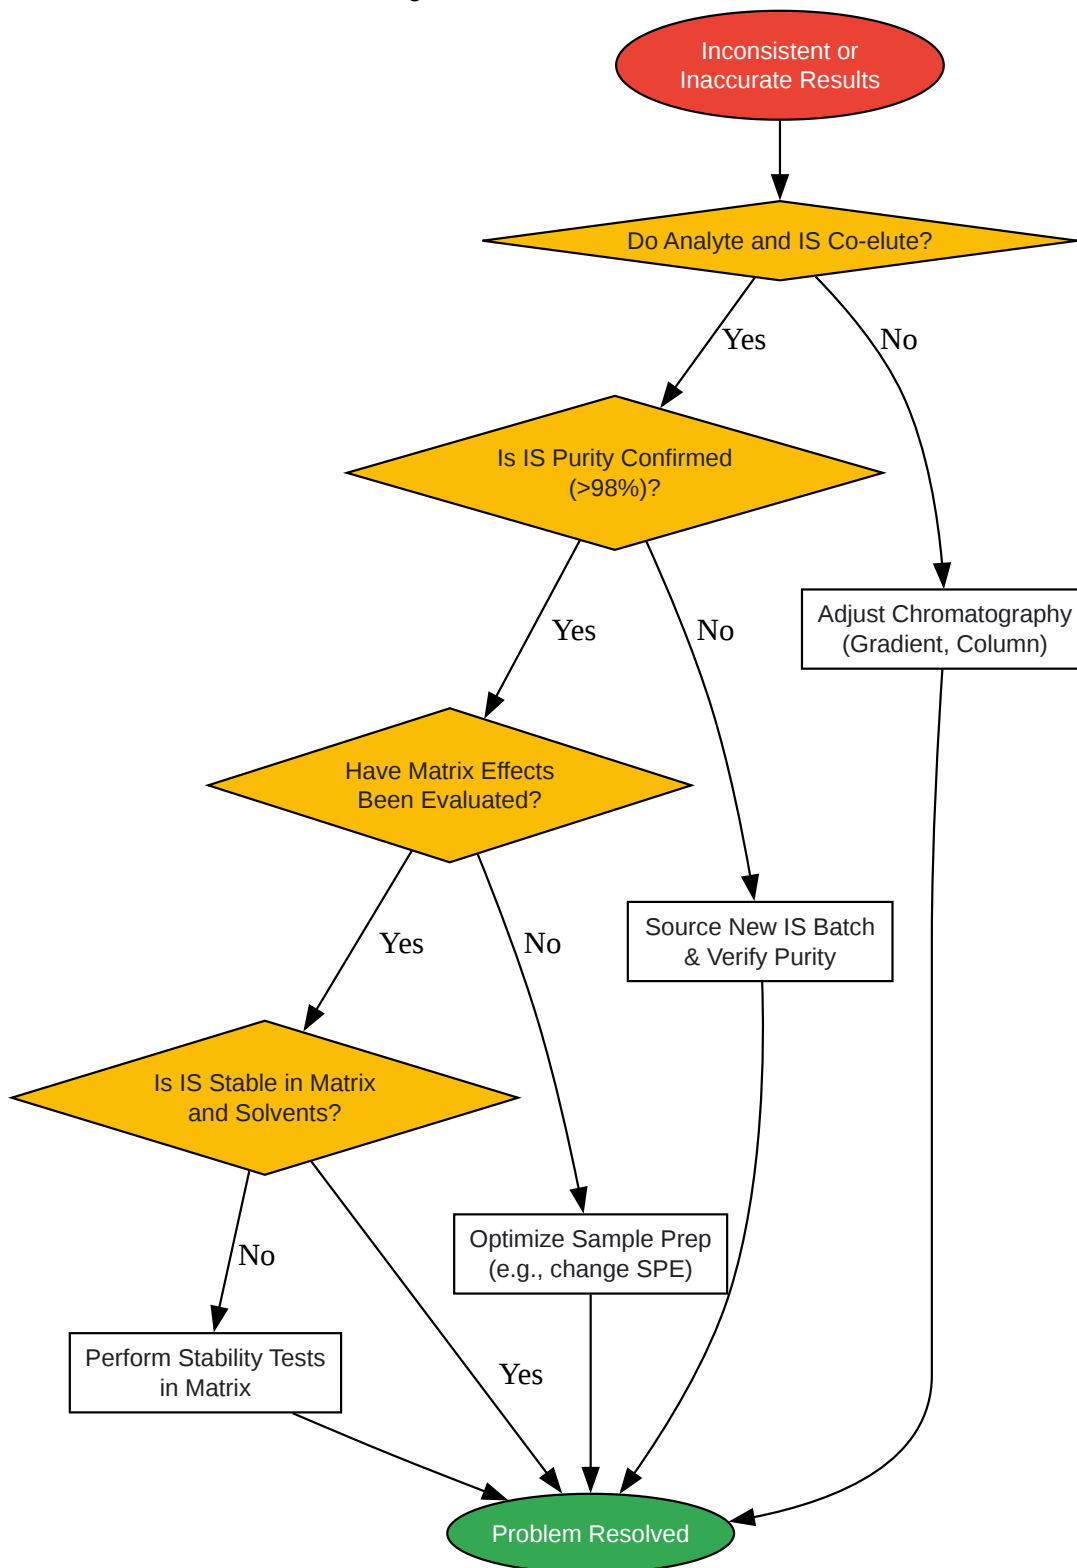 Inconsistent or
Inaccurate Results
Do Analyte and IS Co-elute?
Yes
No
Is IS Purity Confirmed
(>98%)?
Adjust Chromatography
(Gradient, Column)
Yes
No
Have Matrix Effects
Been Evaluated?
Source New IS Batch
& Verify Purity
Yes
No
Is IS Stable in Matrix
and Solvents?
Optimize Sample Prep
(e.g., change SPE)
No
Perform Stability Tests
in Matrix
Yes
Problem Resolved